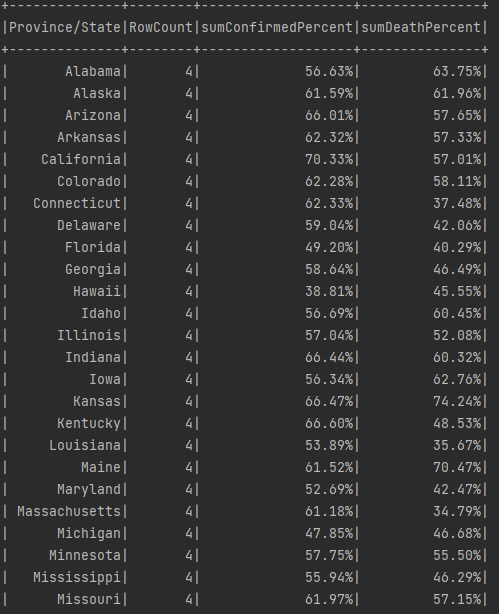 +--------------+--------+-------------------+---------------+
|Province/State|RowCount|sumConfirmedPercent|sumDeathPercent|
+--------------+--------+-------------------+---------------+
|       Alabama|       4|             56.63%|         63.75%|
|        Alaska|       4|             61.59%|         61.96%|
|       Arizona|       4|             66.01%|         57.65%|
|      Arkansas|       4|             62.32%|         57.33%|
|    California|       4|             70.33%|         57.01%|
|      Colorado|       4|             62.28%|         58.11%|
|   Connecticut|       4|             62.33%|         37.48%|
|      Delaware|       4|             59.04%|         42.06%|
|       Florida|       4|             49.20%|         40.29%|
|       Georgia|       4|             58.64%|         46.49%|
|        Hawaii|       4|             38.81%|         45.55%|
|         Idaho|       4|             56.69%|         60.45%|
|      Illinois|       4|             57.04%|         52.08%|
|       Indiana|       4|             66.44%|         60.32%|
|          Iowa|       4|             56.34%|         62.76%|
|        Kansas|       4|             66.47%|         74.24%|
|      Kentucky|       4|             66.60%|         48.53%|
|     Louisiana|       4|             53.89%|         35.67%|
|         Maine|       4|             61.52%|         70.47%|
|      Maryland|       4|             52.69%|         42.47%|
| Massachusetts|       4|             61.18%|         34.79%|
|      Michigan|       4|             47.85%|         46.68%|
|     Minnesota|       4|             57.75%|         55.50%|
|   Mississippi|       4|             55.94%|         46.29%|
|      Missouri|       4|             61.97%|         57.15%|